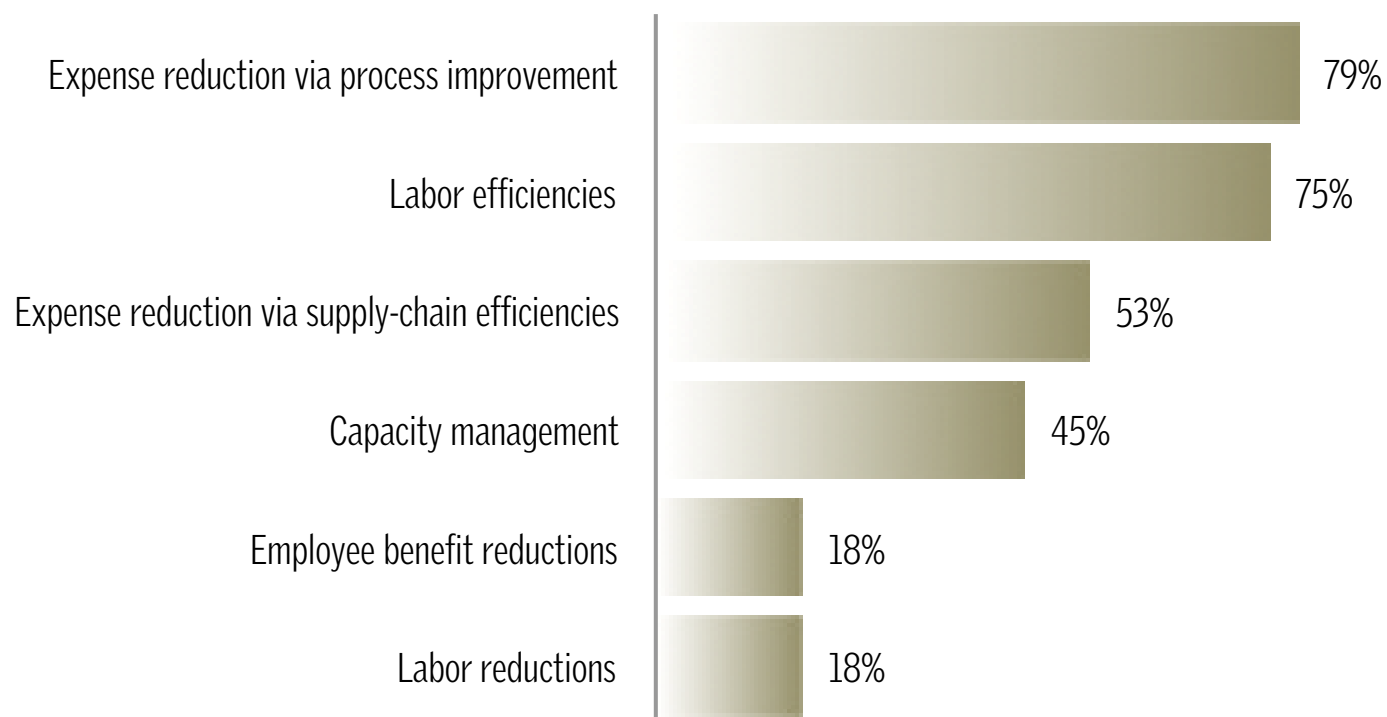 Expense reduction via process improvement 79%
Labor efficiencies 75%
Expense reduction via supply-chain efficiencies 53%
Capacity management 45%
Employee benefit reductions 18%
Labor reductions 18%